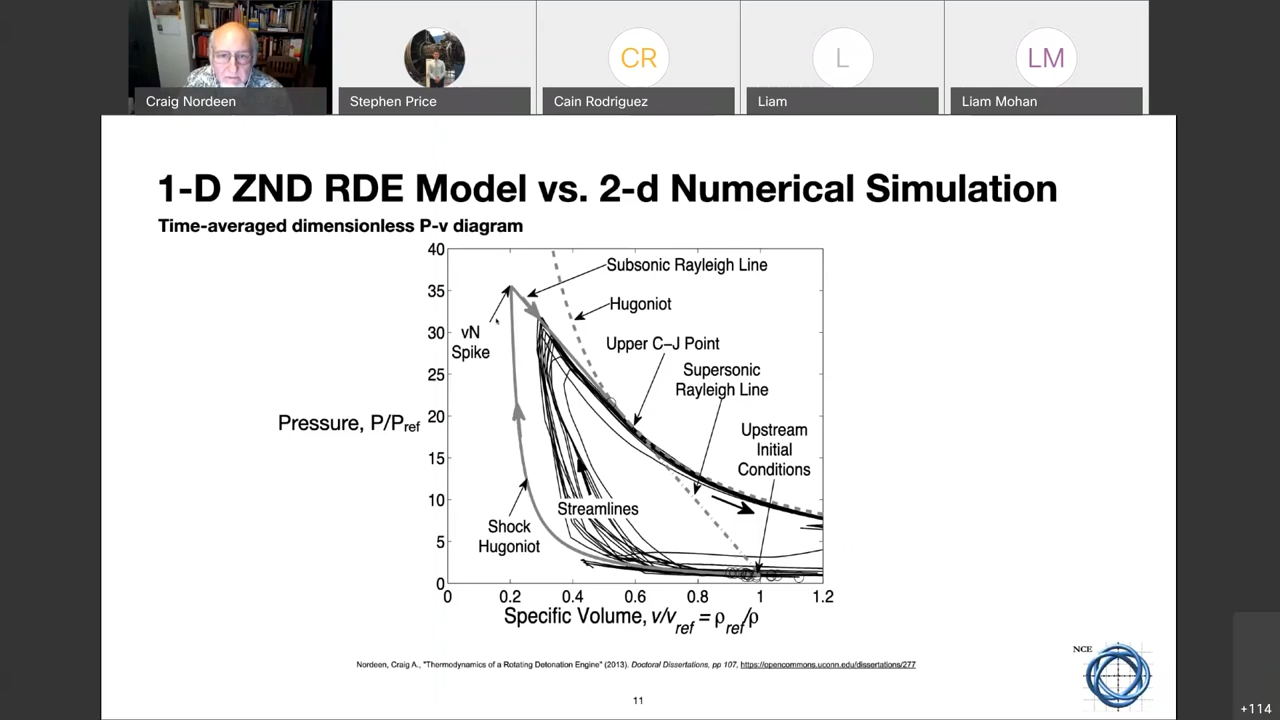 CR
L
LM
Craig Nordeen
Stephen Price
Cain Rodriguez
Liam
Liam Mohan
1-D ZND RDE Model vs. 2-d Numerical Simulation
Time-averaged dimensionless P-v diagram
40
35
30
25
20
15
10
5
0
Pressure, P/Pref
Subsonic Rayleigh Line
Hugoniot
vN
Spike
Upper C–J Point
Supersonic
Rayleigh Line
Upstream
Initial
Conditions
Streamlines
Shock
Hugoniot
0
0.2
0.4
0.6
0.8
1
1.2
Specific Volume, v/vref = ρref/ρ
Nordeen, Craig A., "Thermodynamics of a Rotating Detonation Engine" (2013). Doctoral Dissertations, pp 107, https://opencommons.uconn.edu/dissertations/277
NCE
11
+114